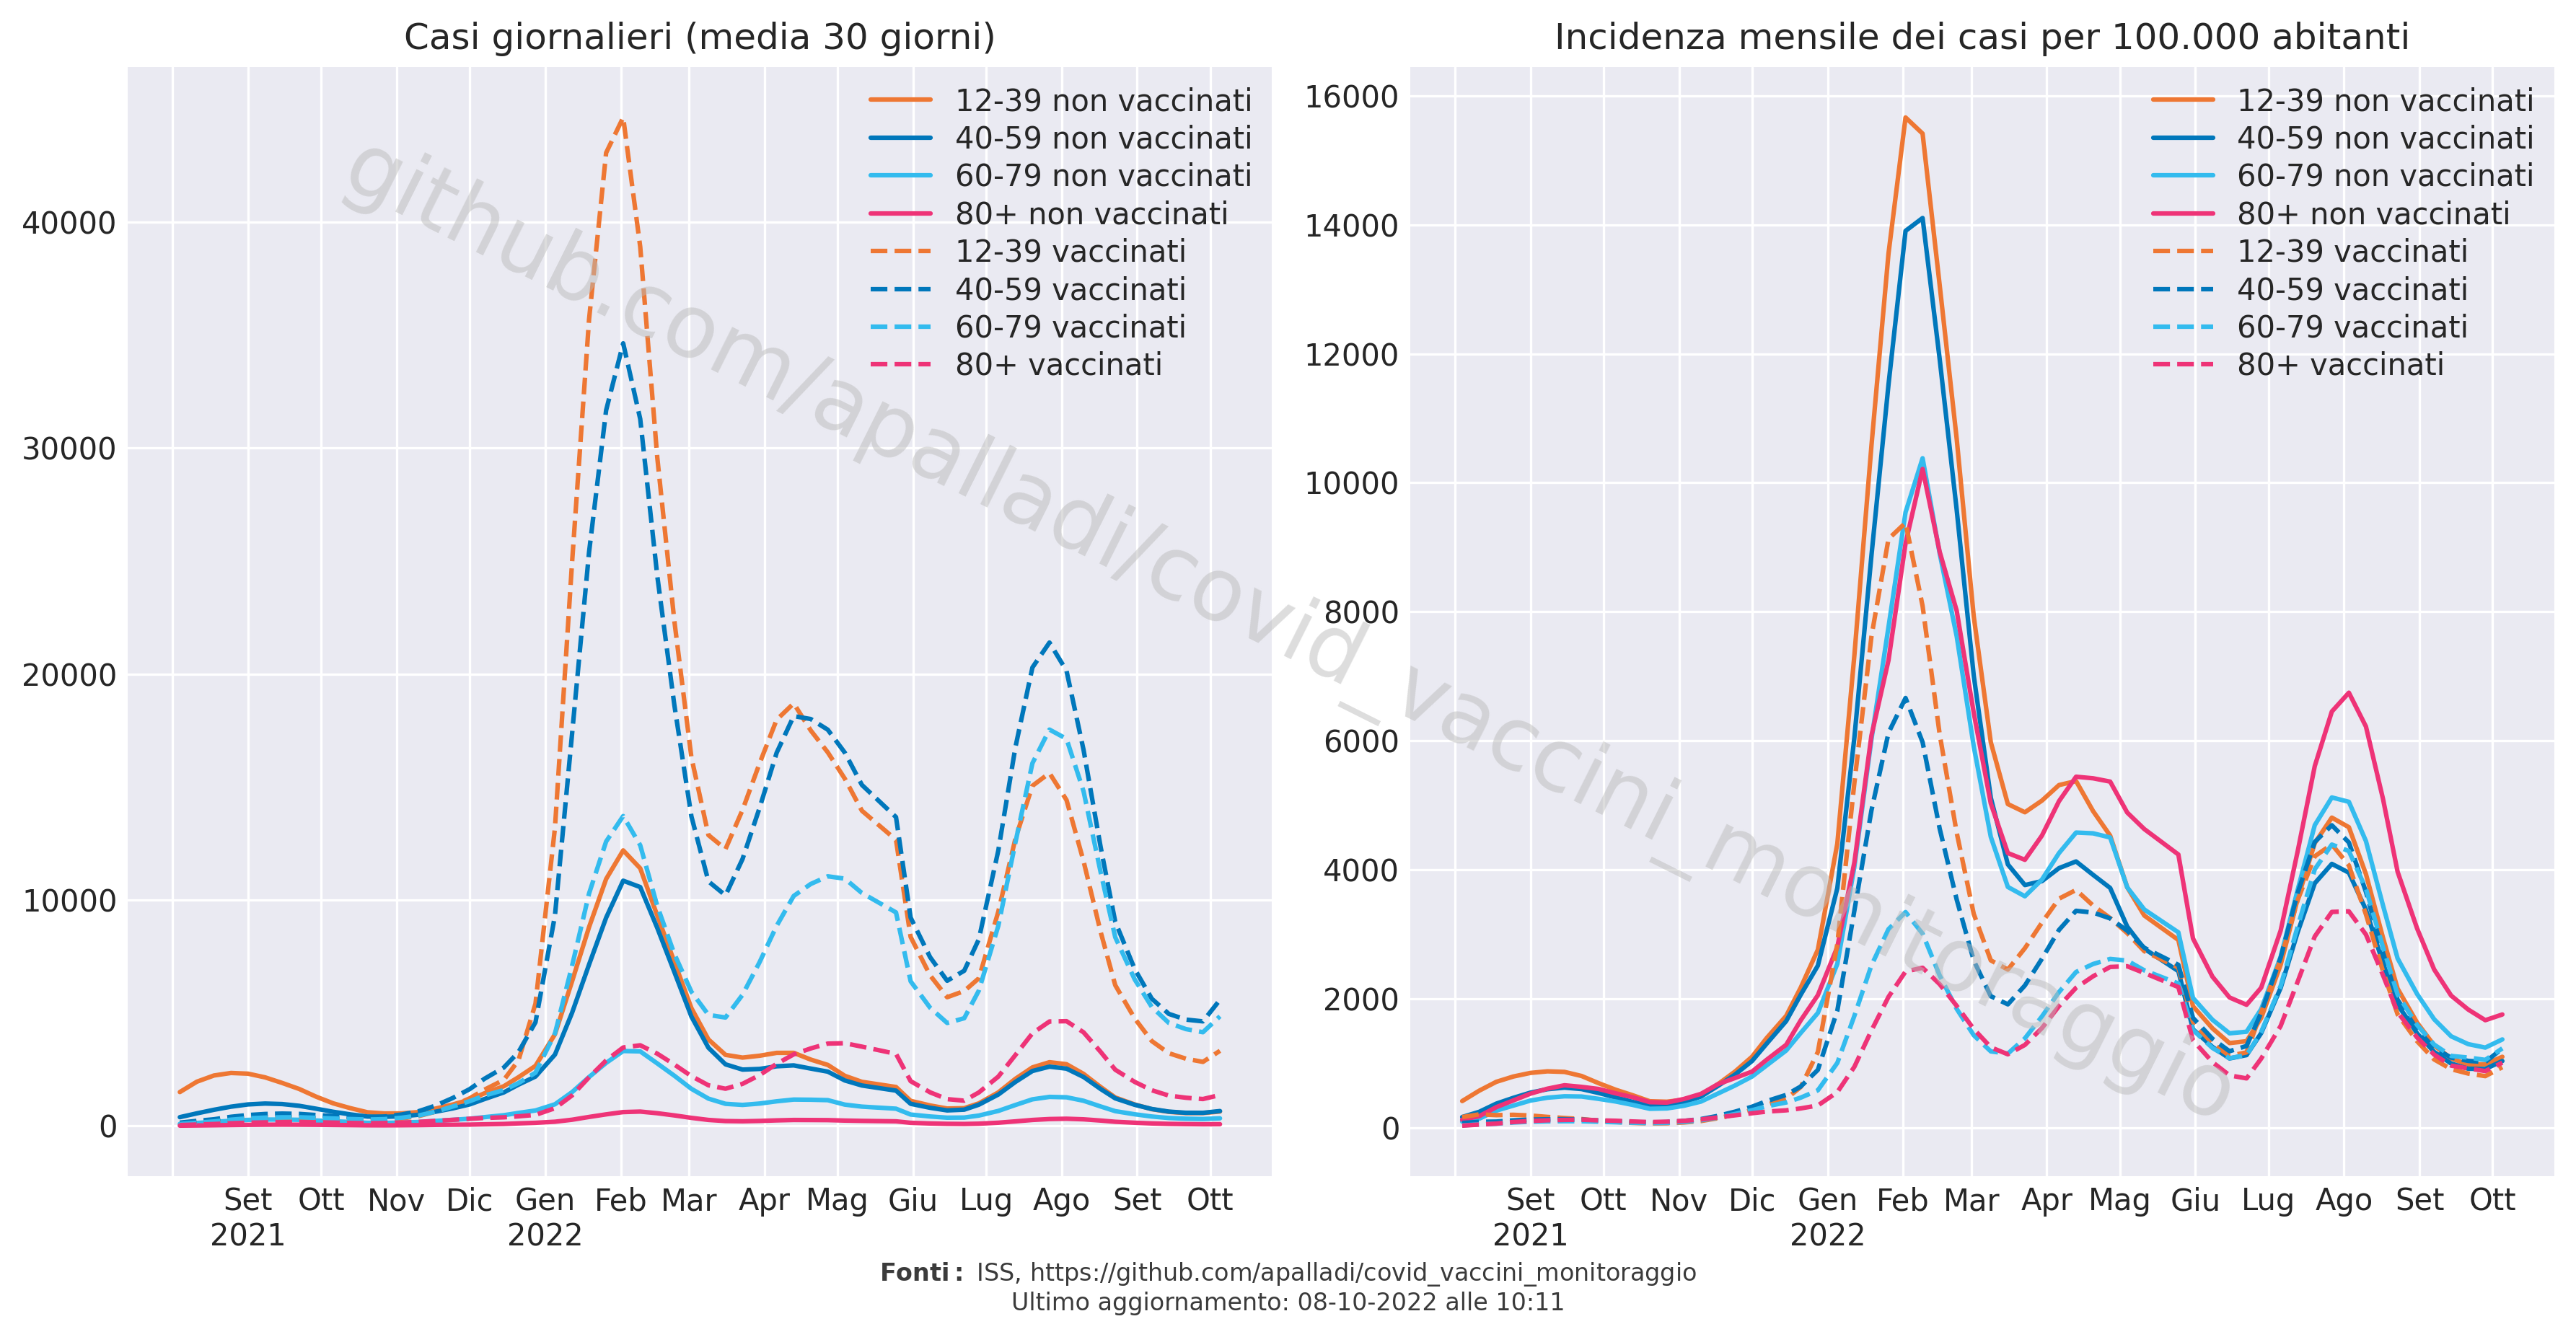 Casi giornalieri (media 30 giorni)
40000
30000
20000
10000
0
12-39 non vaccinati
40-59 non vaccinati
60-79 non vaccinati
80+ non vaccinati
12-39 vaccinati
40-59 vaccinati
60-79 vaccinati
80+ vaccinati
Set Ott Nov Dic Gen Feb Mar Apr Mag Giu Lug Ago Set Ott
2021 2022
Incidenza mensile dei casi per 100.000 abitanti
16000
14000
12000
10000
8000
6000
4000
2000
0
12-39 non vaccinati
40-59 non vaccinati
60-79 non vaccinati
80+ non vaccinati
12-39 vaccinati
40-59 vaccinati
60-79 vaccinati
80+ vaccinati
Set Ott Nov Dic Gen Feb Mar Apr Mag Giu Lug Ago Set Ott
2021 2022
github.com/apalladi/covid_vaccini_monitoraggio
Fonti: ISS, https://github.com/apalladi/covid_vaccini_monitoraggio
Ultimo aggiornamento: 08-10-2022 alle 10:11